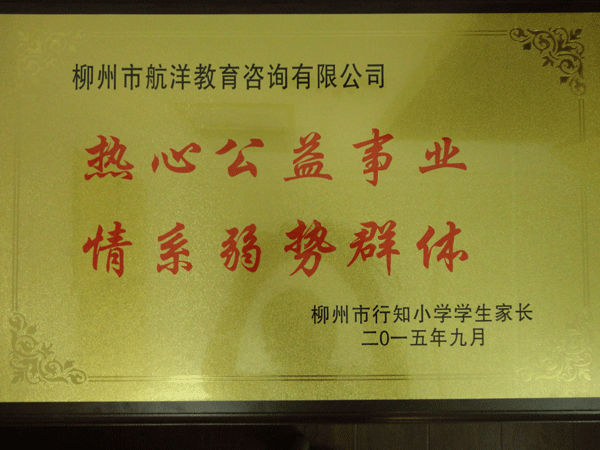 柳州市航洋教育咨询有限公司
热心公益事业
情系弱势群体
柳州市行知小学学生家长
二0一五年九月